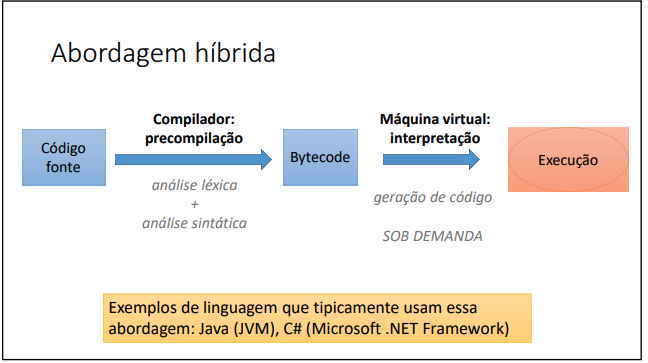 Abordagem híbrida
Código
fonte
Compilador:
precompilação
análise léxica
+
análise sintática
Bytecode
Máquina virtual:
interpretação
geração de código
SOB DEMANDA
Execução
Exemplos de linguagem que tipicamente usam essa
abordagem: Java (JVM), C# (Microsoft .NET Framework)